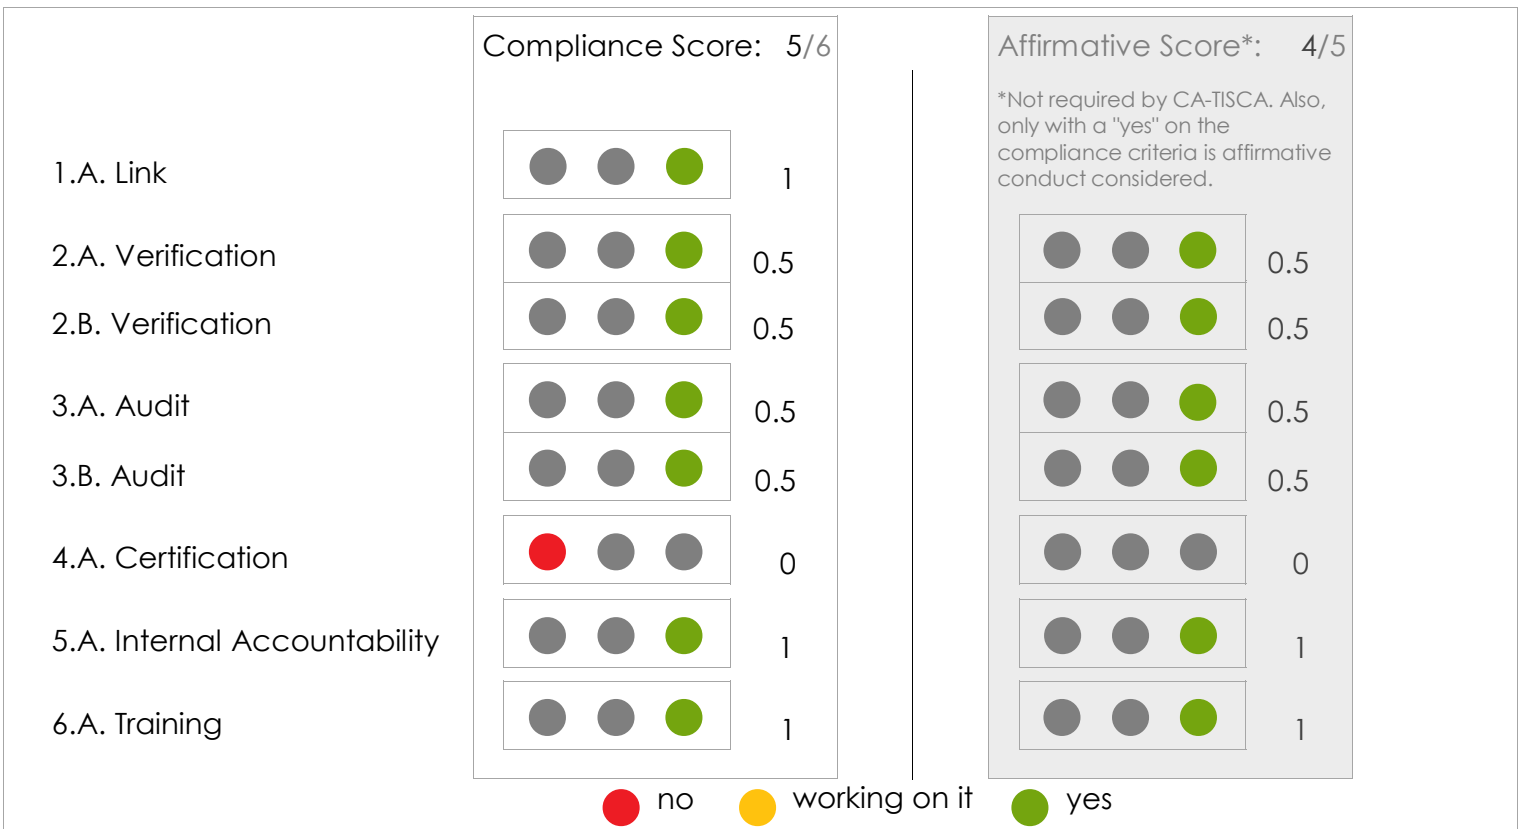 Compliance Score: 5/6
Affirmative Score*: 4/5
*Not required by CA-TISCA. Also,
only with a "yes" on the
compliance criteria is affirmative
conduct considered.
1.A. Link 1
2.A. Verification 0.5 0.5
2.B. Verification 0.5 0.5
3.A. Audit 0.5 0.5
3.B. Audit 0.5 0.5
4.A. Certification 0 0
5.A. Internal Accountability 1 1
6.A. Training 1 1
no working on it yes